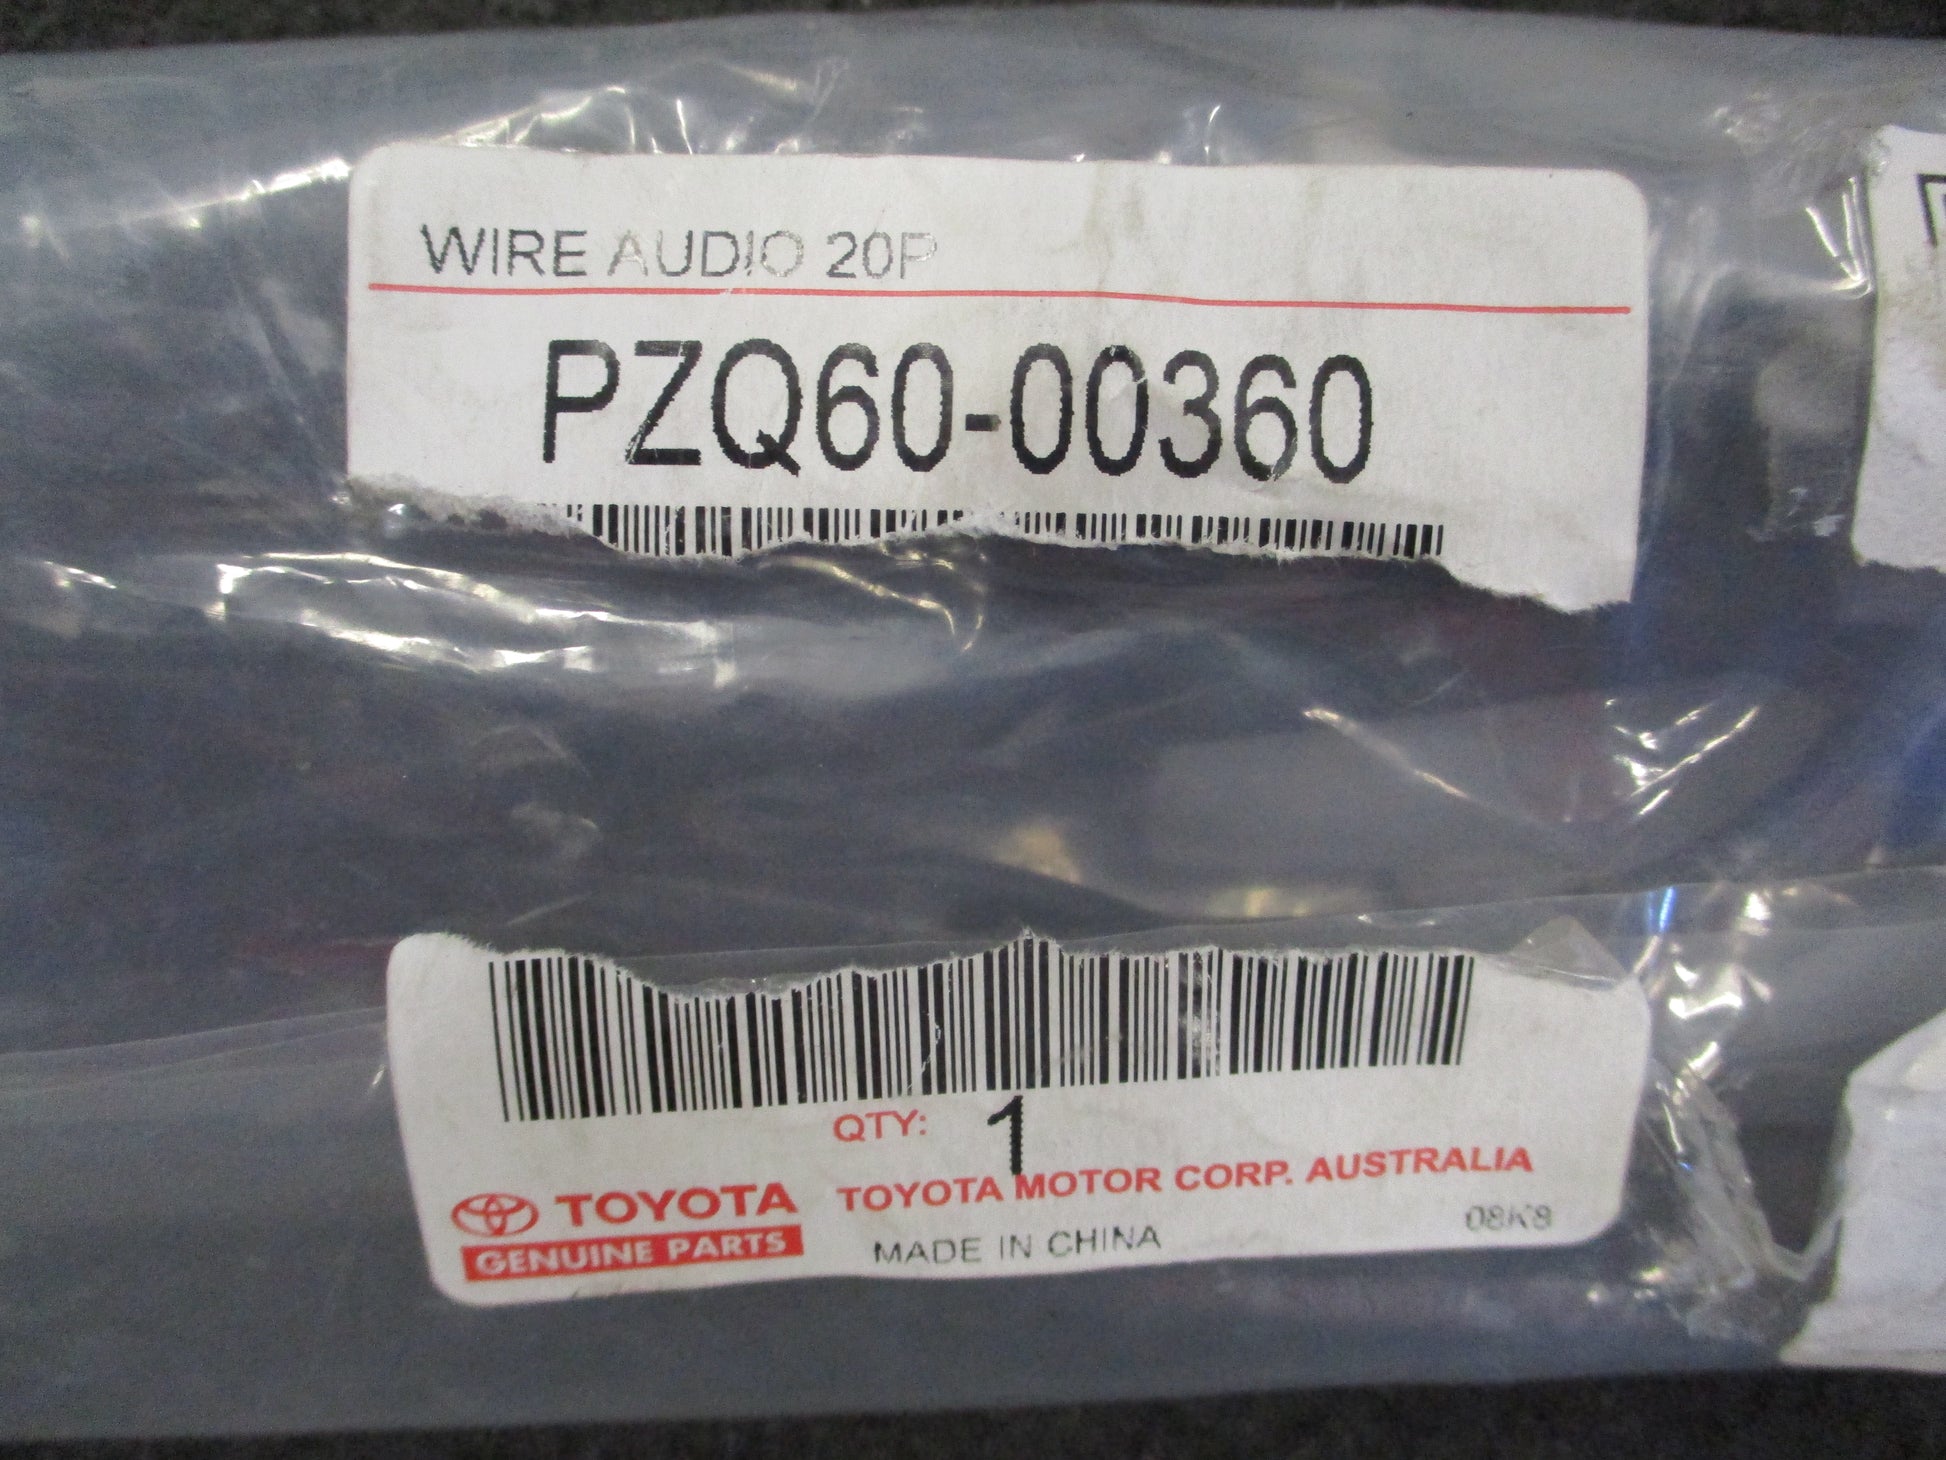 WIRE AUDIO 20P
PZQ60-00360
QTY: 1
TOYOTA
GENUINE PARTS
TOYOTA MOTOR CORP. AUSTRALIA
MADE IN CHINA
08K8